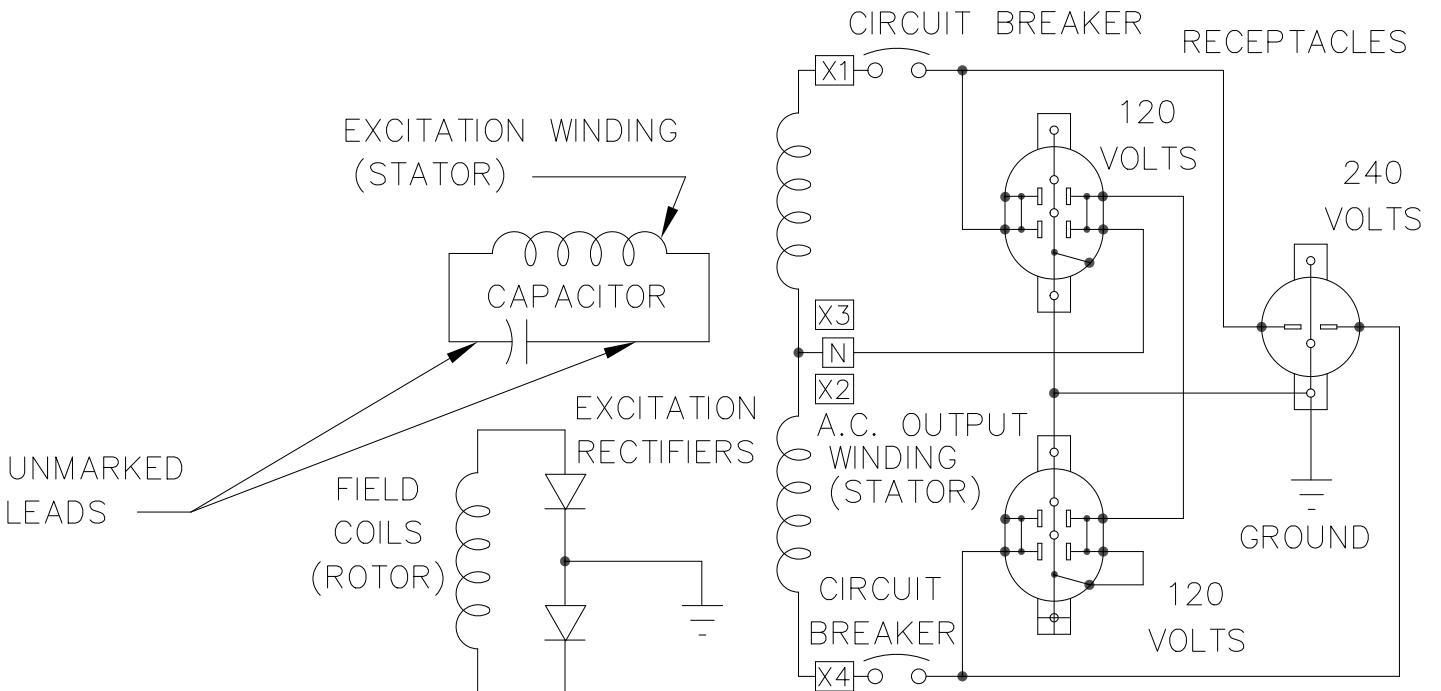 CIRCUIT BREAKER
RECEPTACLES
X1
120
VOLTS
EXCITATION WINDING
(STATOR)
240
VOLTS
CAPACITOR
X3
N
X2
EXCITATION
RECTIFIERS
A.C. OUTPUT
WINDING
(STATOR)
UNMARKED
LEADS
FIELD
COILS
(ROTOR)
GROUND
CIRCUIT
BREAKER
120
VOLTS
X4